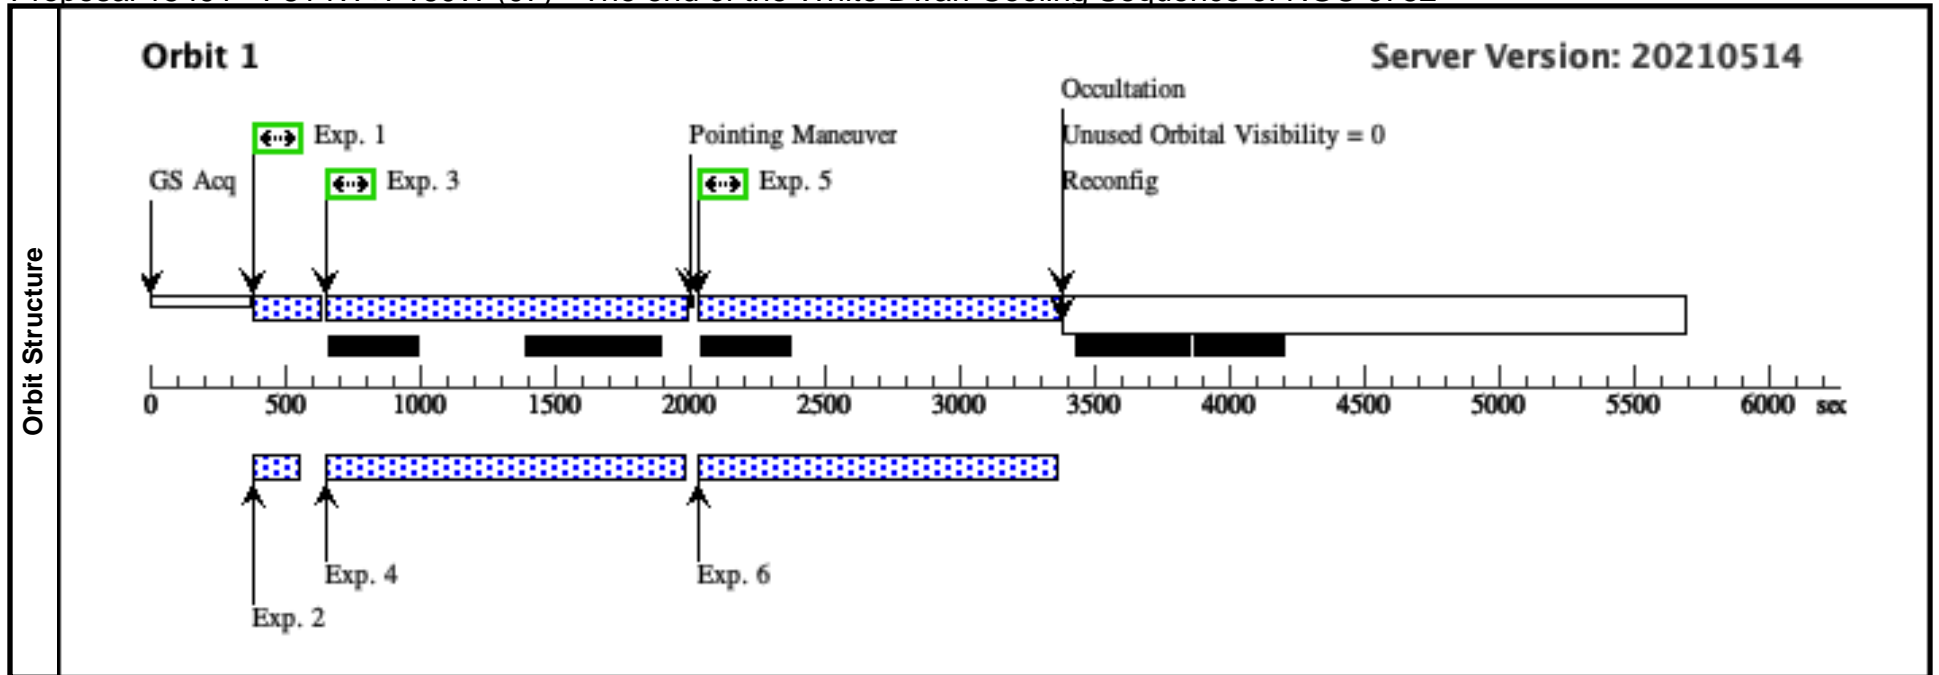 Orbit 1
Server Version: 20210514
Occultation
Exp. 1
Pointing Maneuver
Unused Orbital Visibility = 0
GS Acq
Exp. 3
Exp. 5
Reconfig
Orbit Structure
0 500 1000 1500 2000 2500 3000 3500 4000 4500 5000 5500 6000 sec
Exp. 4
Exp. 6
Exp. 2